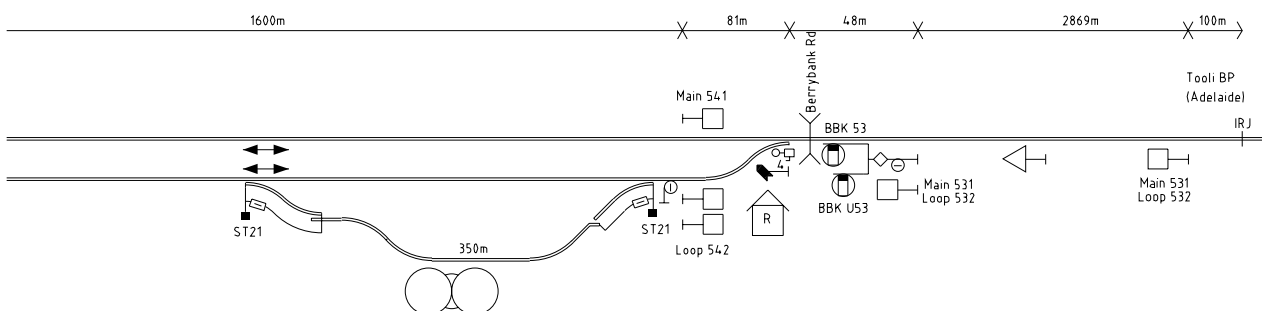 1600m
81m
48m
2869m
100m
Berrybank Rd
Tooli BP
(Adelaide)
IRJ
Main 541
BBK 53
4
BBK U53
Main 531
Loop 532
Main 531
Loop 532
R
ST21
ST21
Loop 542
350m